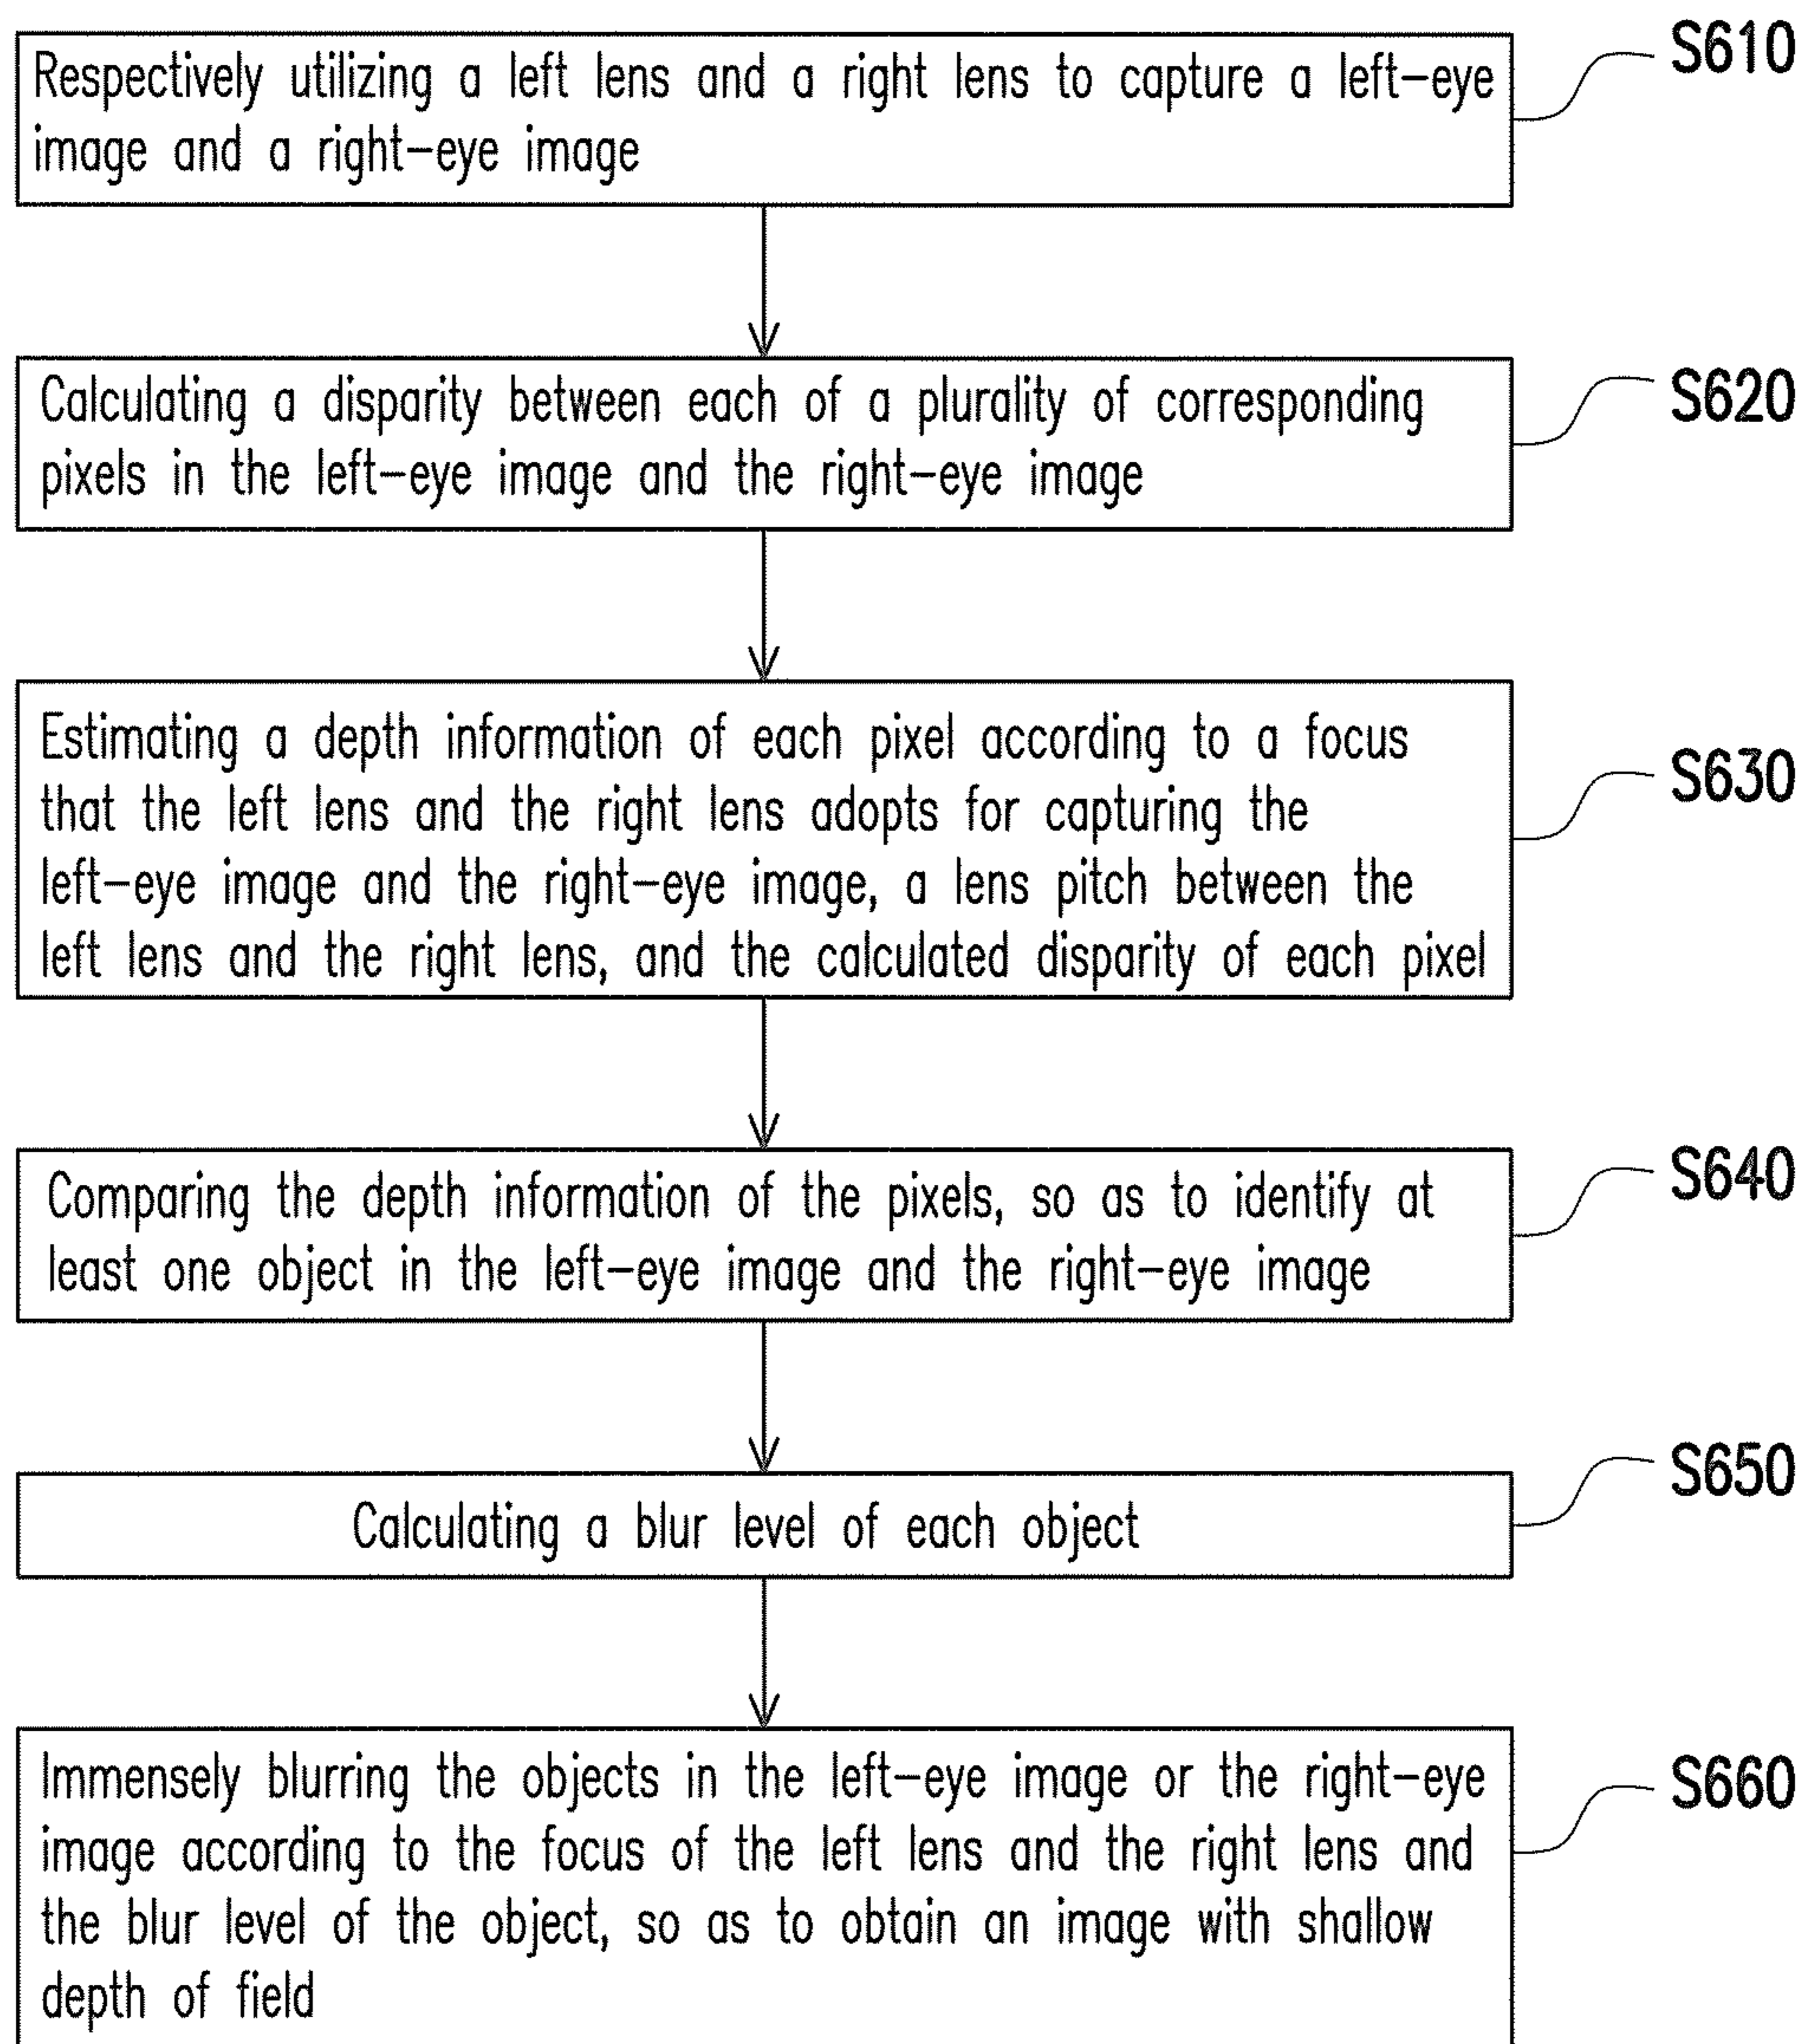 Respectively utilizing a left lens and a right lens to capture a left-eye
image and a right-eye image
S610
Calculating a disparity between each of a plurality of corresponding
pixels in the left-eye image and the right-eye image
S620
Estimating a depth information of each pixel according to a focus
that the left lens and the right lens adopts for capturing the
left-eye image and the right-eye image, a lens pitch between the
left lens and the right lens, and the calculated disparity of each pixel
S630
Comparing the depth information of the pixels, so as to identify at
least one object in the left-eye image and the right-eye image
S640
Calculating a blur level of each object
S650
Immensely blurring the objects in the left-eye image or the right-eye
image according to the focus of the left lens and the right lens and
the blur level of the object, so as to obtain an image with shallow
depth of field
S660